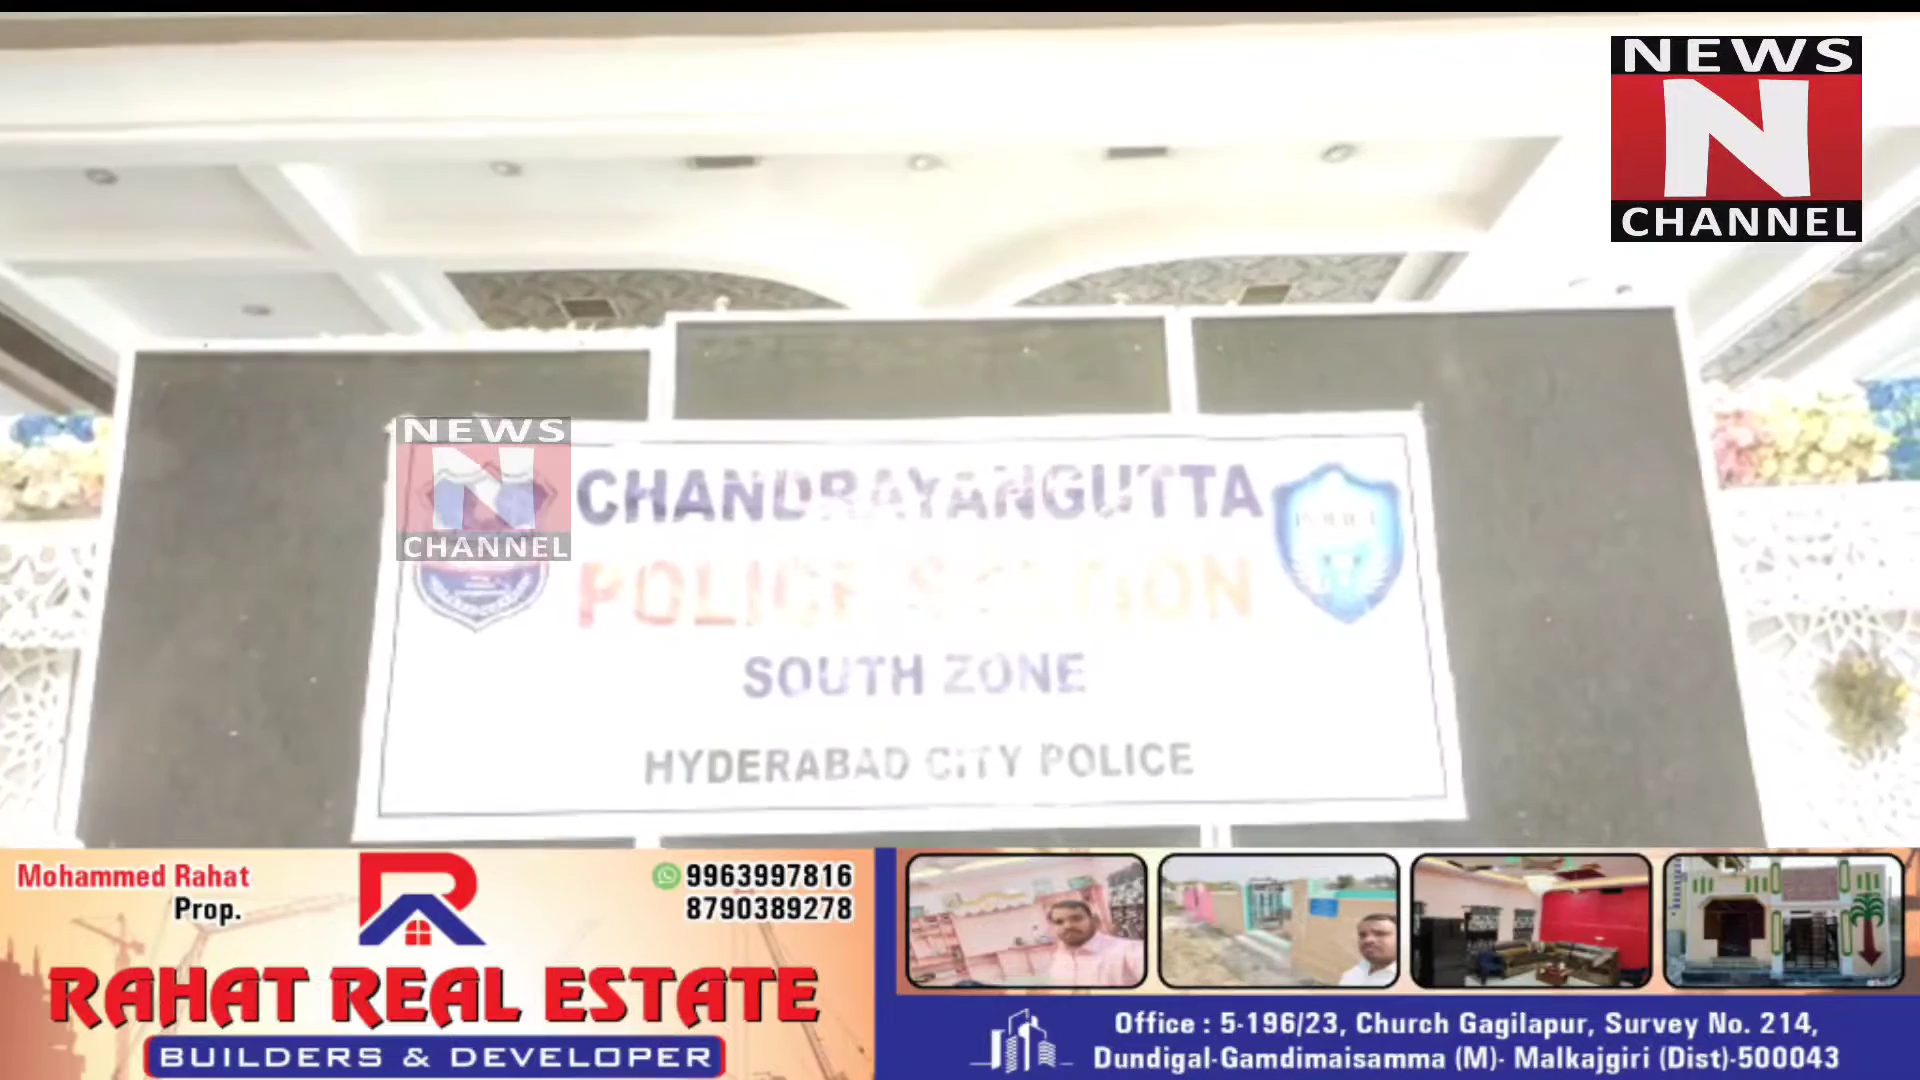 NEWS
N
CHANNEL
NEWS
N
CHANNEL
CHANDRAYANGUTTA
POLICE STATION
SOUTH ZONE
HYDERABAD CITY POLICE
POLICE
Mohammed Rahat
Prop.
R
9963997816
8790389278
RAHAT REAL ESTATE
BUILDERS & DEVELOPER
Office : 5-196/23, Church Gagilapur, Survey No. 214,
Dundigal-Gamdimaisamma (M)- Malkajgiri (Dist)-500043